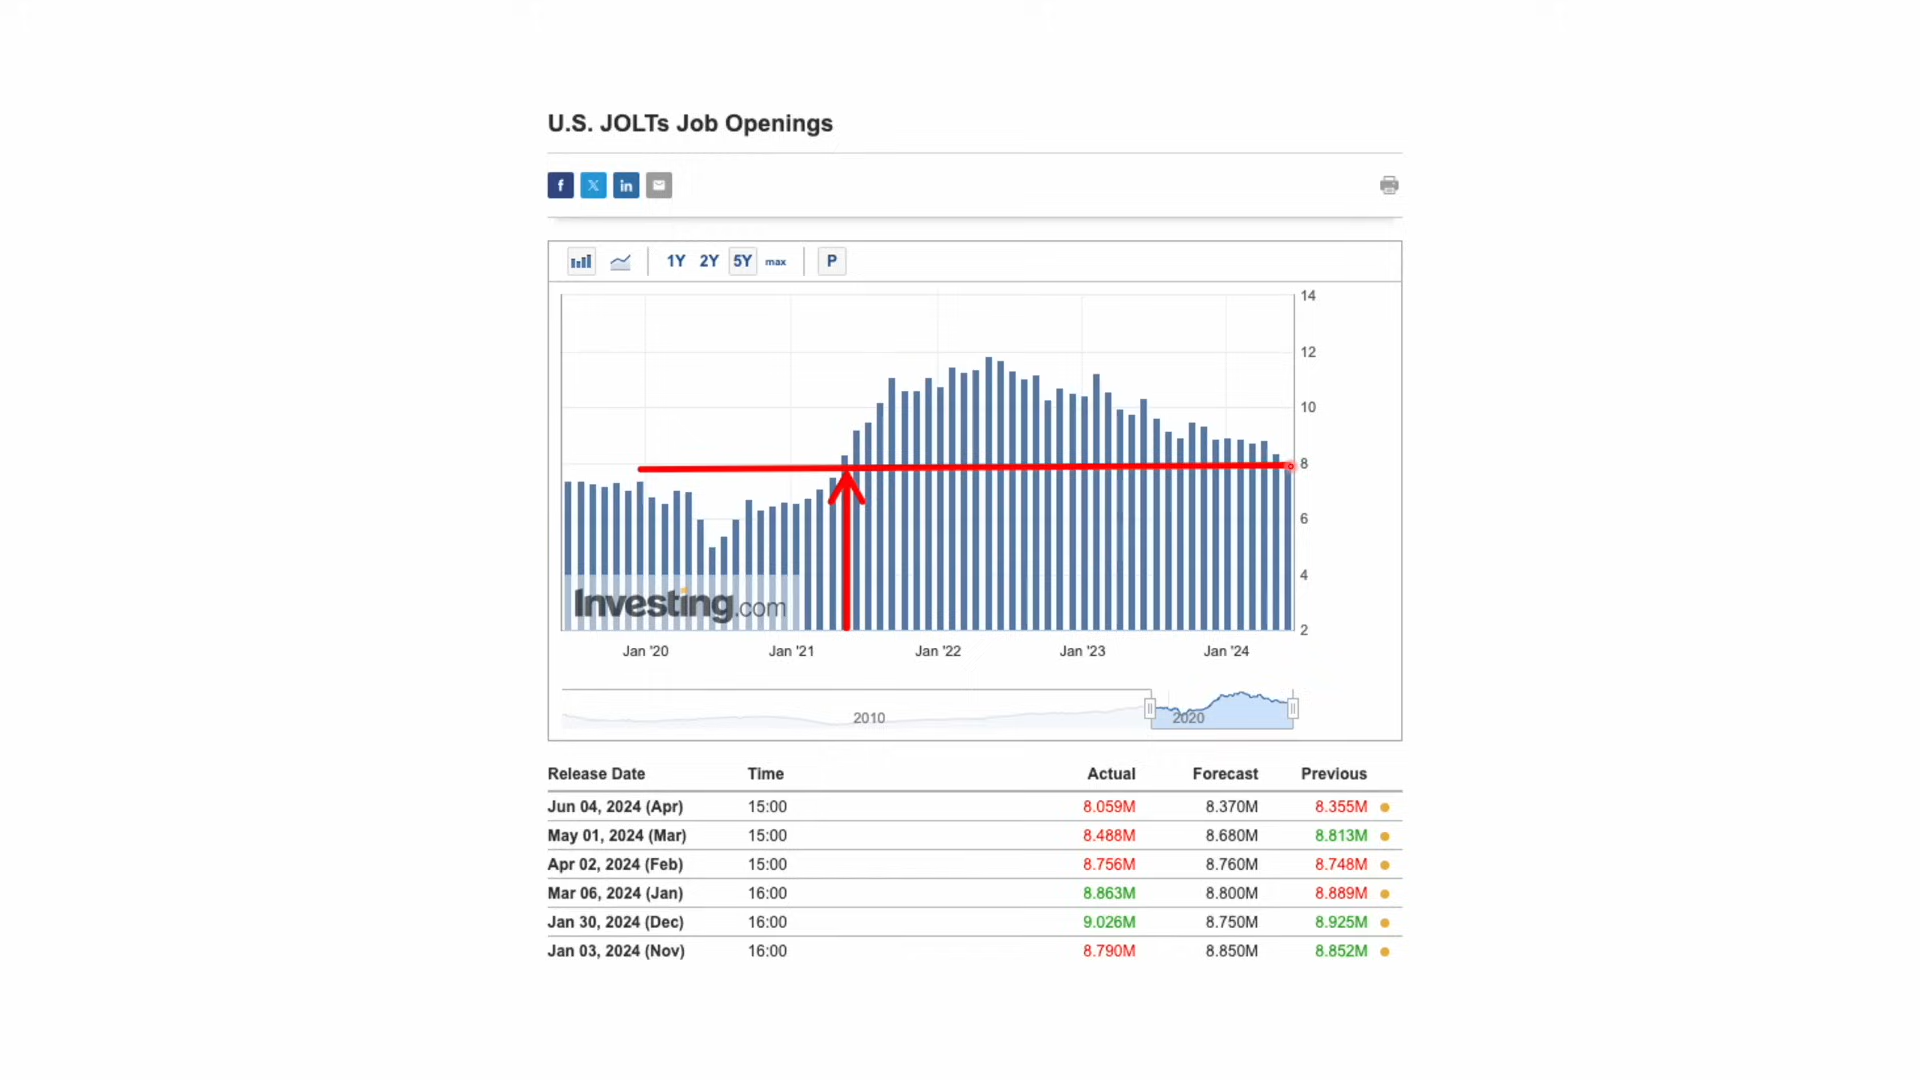 U.S. JOLTs Job Openings
f X in
1Y 2Y 5Y max P
14
12
10
8
6
4
2
Investing.com
Jan '20 Jan '21 Jan '22 Jan '23 Jan '24
2010 2020
Release Date Time Actual Forecast Previous
Jun 04, 2024 (Apr) 15:00 8.059M 8.370M 8.355M
May 01, 2024 (Mar) 15:00 8.488M 8.680M 8.813M
Apr 02, 2024 (Feb) 15:00 8.756M 8.760M 8.748M
Mar 06, 2024 (Jan) 16:00 8.863M 8.800M 8.889M
Jan 30, 2024 (Dec) 16:00 9.026M 8.750M 8.925M
Jan 03, 2024 (Nov) 16:00 8.790M 8.850M 8.852M